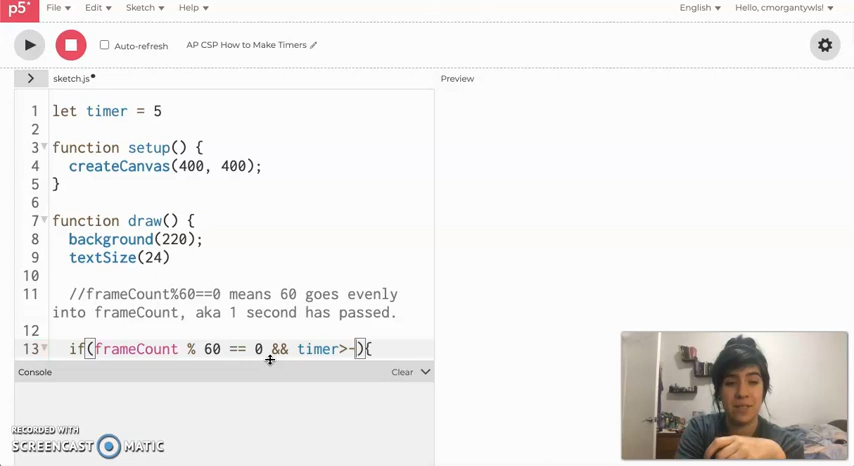 p5* File Edit Sketch Help English Hello, cmorgantywls!
Auto-refresh AP CSP How to Make Timers
> sketch.js Preview
1 let timer = 5
2
3 function setup() {
4 createCanvas(400, 400);
5 }
6
7 function draw() {
8 background(220);
9 textSize(24)
10
11 //frameCount%60==0 means 60 goes evenly
into frameCount, aka 1 second has passed.
12
13 if(frameCount % 60 == 0 && timer>-){
Console Clear
RECORDED WITH
SCREENCAST MATIC